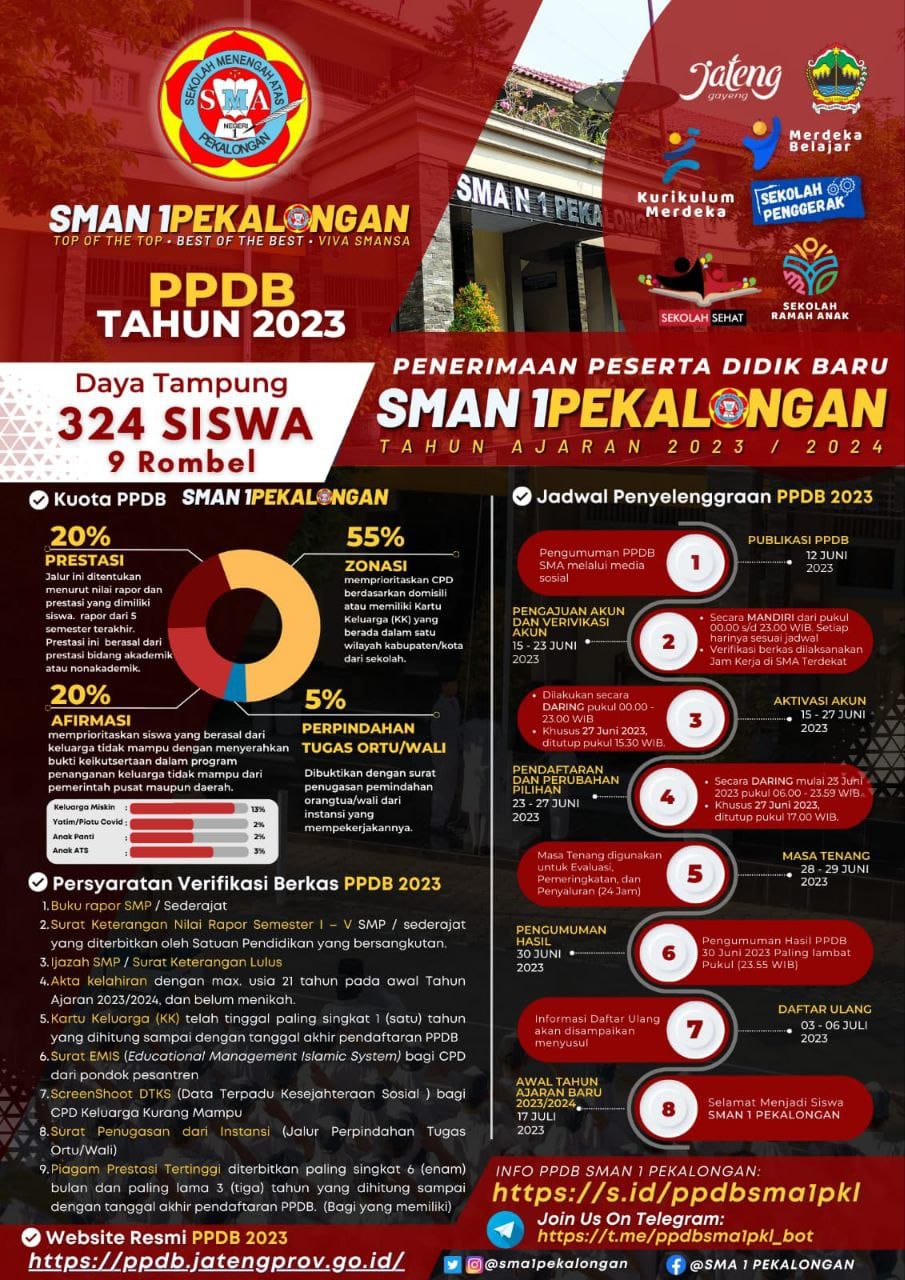 SEKOLAH MENENGAH ATAS
SMA
NEGERI
1
PEKALONGAN
SMAN 1PEKALONGAN
TOP OF THE TOP • BEST OF THE BEST • VIVA SMANSA
PPDB
TAHUN 2023
SMA N 1 PEKALONGAN
Jateng
gayeng
Merdeka
Belajar
Kurikulum
Merdeka
SEKOLAH
PENGGERAK
SEKOLAH SEHAT
SEKOLAH
RAMAH ANAK
Daya Tampung
324 SISWA
9 Rombel
PENERIMAAN PESERTA DIDIK BARU
SMAN 1PEKALONGAN
TAHUN AJARAN 2023 / 2024
Kuota PPDB SMAN 1PEKALONGAN
20%
PRESTASI
Jalur ini ditentukan
menurut nilai rapor dan
prestasi yang dimiliki
siswa. rapor dari 5
semester terakhir.
Prestasi ini berasal dari
prestasi bidang akademik
atau nonakademik.
55%
ZONASI
memprioritaskan CPD
berdasarkan domisili
atau memiliki Kartu
Keluarga (KK) yang
berada dalam satu
wilayah kabupaten/kota
dari sekolah.
20%
AFIRMASI
memprioritaskan siswa yang berasal dari
keluarga tidak mampu dengan menyerahkan
bukti keikutsertaan dalam program
penanganan keluarga tidak mampu dari
pemerintah pusat maupun daerah.
Keluarga Miskin : 13%
Yatim/Piatu Covid : 2%
Anak Panti : 2%
Anak ATS : 3%
5%
PERPINDAHAN
TUGAS ORTU/WALI
Dibuktikan dengan surat
penugasan pemindahan
orangtua/wali dari
instansi yang
mempekerjakannya.
Persyaratan Verifikasi Berkas PPDB 2023
1. Buku rapor SMP / Sederajat
2. Surat Keterangan Nilai Rapor Semester I – V SMP / sederajat
yang diterbitkan oleh Satuan Pendidikan yang bersangkutan.
3. Ijazah SMP / Surat Keterangan Lulus
4. Akta kelahiran dengan max. usia 21 tahun pada awal Tahun
Ajaran 2023/2024, dan belum menikah.
5. Kartu Keluarga (KK) telah tinggal paling singkat 1 (satu) tahun
yang dihitung sampai dengan tanggal akhir pendaftaran PPDB
6. Surat EMIS (Educational Management Islamic System) bagi CPD
dari pondok pesantren
7. ScreenShoot DTKS (Data Terpadu Kesejahteraan Sosial ) bagi
CPD Keluarga Kurang Mampu
8. Surat Penugasan dari Instansi (Jalur Perpindahan Tugas
Ortu/Wali)
9. Piagam Prestasi Tertinggi diterbitkan paling singkat 6 (enam)
bulan dan paling lama 3 (tiga) tahun yang dihitung sampai
dengan tanggal akhir pendaftaran PPDB. (Bagi yang memiliki)
Website Resmi PPDB 2023
https://ppdb.jatengprov.go.id/
Jadwal Penyelenggraan PPDB 2023
Pengumuman PPDB
SMA melalui media
sosial
1
PUBLIKASI PPDB
12 JUNI
2023
PENGAJUAN AKUN
DAN VERIVIKASI
AKUN
15 - 23 JUNI
2023
2
• Secara MANDIRI dari pukul
00.00 s/d 23.00 WIB. Setiap
harinya sesuai jadwal
• Verifikasi berkas dilaksanakan
Jam Kerja di SMA Terdekat
• Dilakukan secara
DARING pukul 00.00 -
23.00 WIB
• Khusus 27 Juni 2023,
ditutup pukul 15.30 WIB.
3
AKTIVASI AKUN
15 - 27 JUNI
2023
PENDAFTARAN
DAN PERUBAHAN
PILIHAN
23 - 27 JUNI
2023
4
• Secara DARING mulai 23 Juni
2023 pukul 06.00 - 23.59 WIB.
• Khusus 27 Juni 2023,
ditutup pukul 17.00 WIB.
Masa Tenang digunakan
untuk Evaluasi,
Pemeringkatan, dan
Penyaluran (24 Jam)
5
MASA TENANG
28 - 29 JUNI
2023
PENGUMUMAN
HASIL
30 JUNI
2023
6
Pengumuman Hasil PPDB
30 Juni 2023 Paling lambat
Pukul (23.55 WIB)
Informasi Daftar Ulang
akan disampaikan
menyusul
7
DAFTAR ULANG
03 - 06 JULI
2023
AWAL TAHUN
AJARAN BARU
2023/2024
17 JULI
2023
8
Selamat Menjadi Siswa
SMAN 1 PEKALONGAN
INFO PPDB SMAN 1 PEKALONGAN:
https://s.id/ppdbsma1pkl
Join Us On Telegram:
https://t.me/ppdbsma1pkl_bot
@sma1pekalongan
@SMA 1 PEKALONGAN